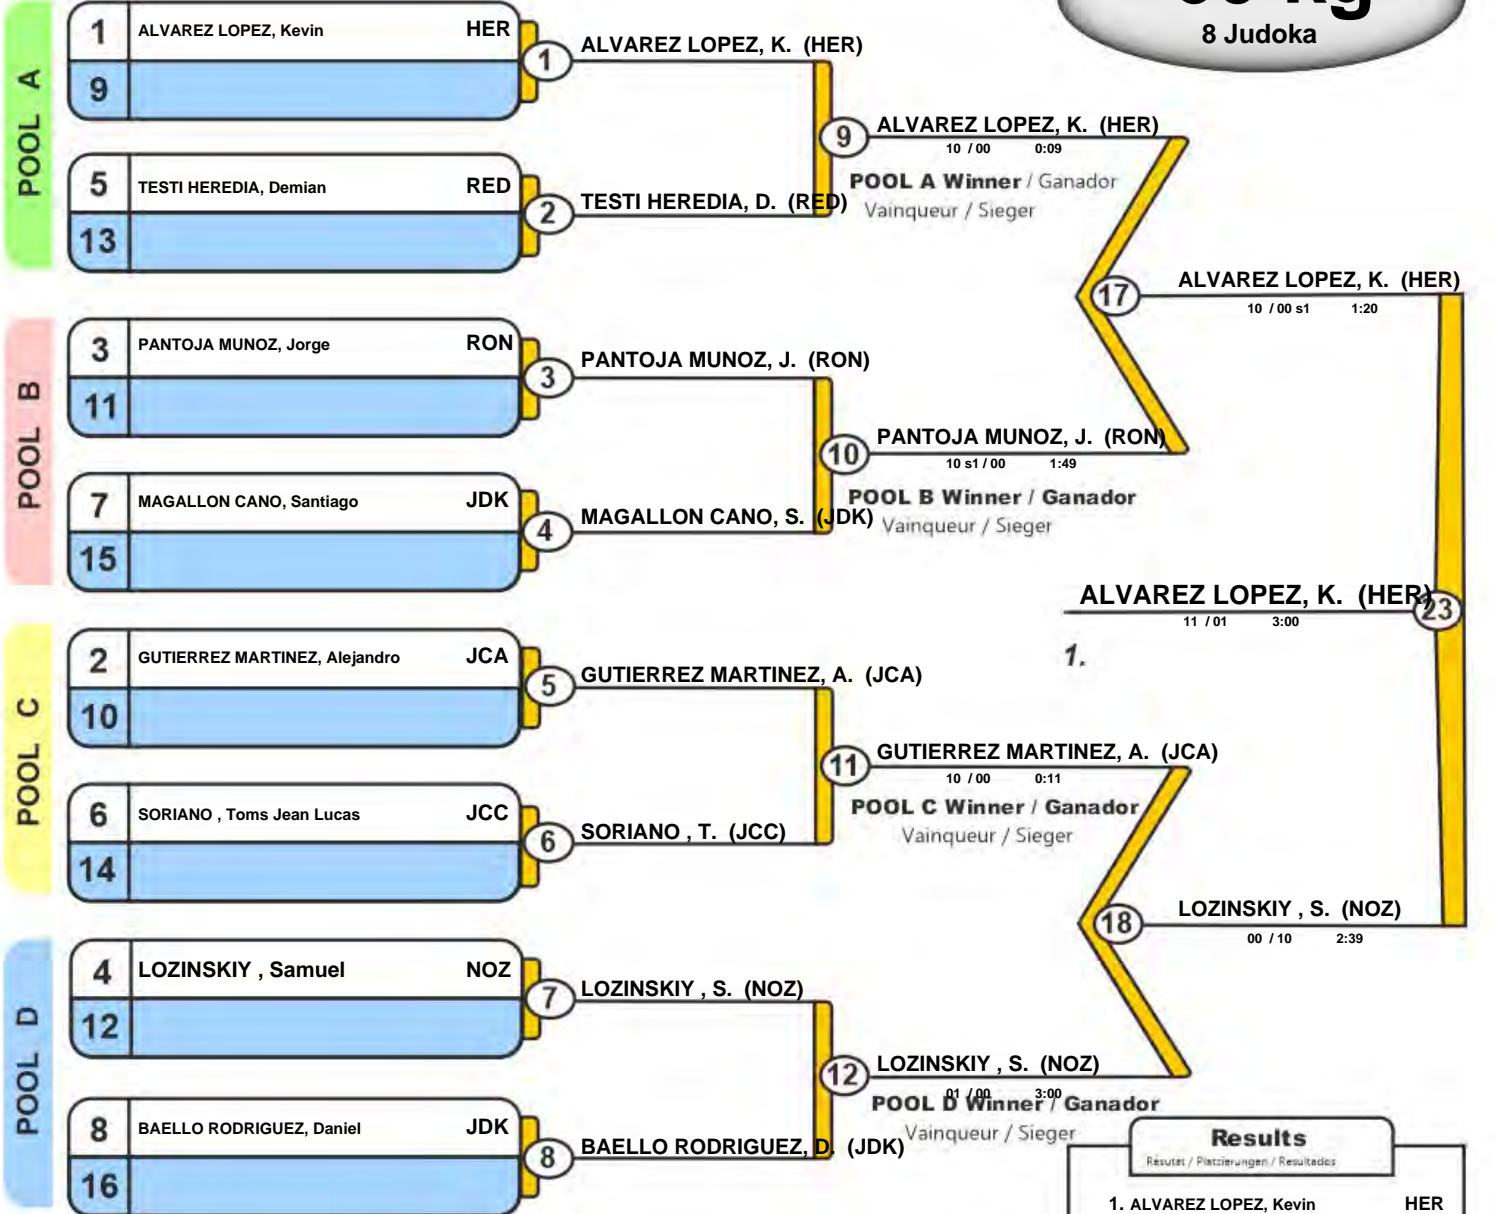 8 Judoka
POOL A
1 ALVAREZ LOPEZ, Kevin HER
9
1
ALVAREZ LOPEZ, K. (HER)
5 TESTI HEREDIA, Demian RED
13
2
TESTI HEREDIA, D. (RED)
9
ALVAREZ LOPEZ, K. (HER)
10 / 00 0:09
POOL A Winner / Ganador
Vainqueur / Sieger
POOL B
3 PANTOJA MUNOZ, Jorge RON
11
3
PANTOJA MUNOZ, J. (RON)
7 MAGALLON CANO, Santiago JDK
15
4
MAGALLON CANO, S. (JDK)
10
PANTOJA MUNOZ, J. (RON)
10 s1 / 00 1:49
POOL B Winner / Ganador
Vainqueur / Sieger
17
ALVAREZ LOPEZ, K. (HER)
10 / 00 s1 1:20
ALVAREZ LOPEZ, K. (HER)
23
11 / 01 3:00
1.
POOL C
2 GUTIERREZ MARTINEZ, Alejandro JCA
10
5
GUTIERREZ MARTINEZ, A. (JCA)
6 SORIANO , Toms Jean Lucas JCC
14
6
SORIANO , T. (JCC)
11
GUTIERREZ MARTINEZ, A. (JCA)
10 / 00 0:11
POOL C Winner / Ganador
Vainqueur / Sieger
18
LOZINSKIY , S. (NOZ)
00 / 10 2:39
POOL D
4 LOZINSKIY , Samuel NOZ
12
7
LOZINSKIY , S. (NOZ)
8 BAELLO RODRIGUEZ, Daniel JDK
16
8
BAELLO RODRIGUEZ, D. (JDK)
12
LOZINSKIY , S. (NOZ)
01 / 00 3:00
POOL D Winner / Ganador
Vainqueur / Sieger
Results
Résutat / Platzierungen / Resultados
1. ALVAREZ LOPEZ, Kevin HER